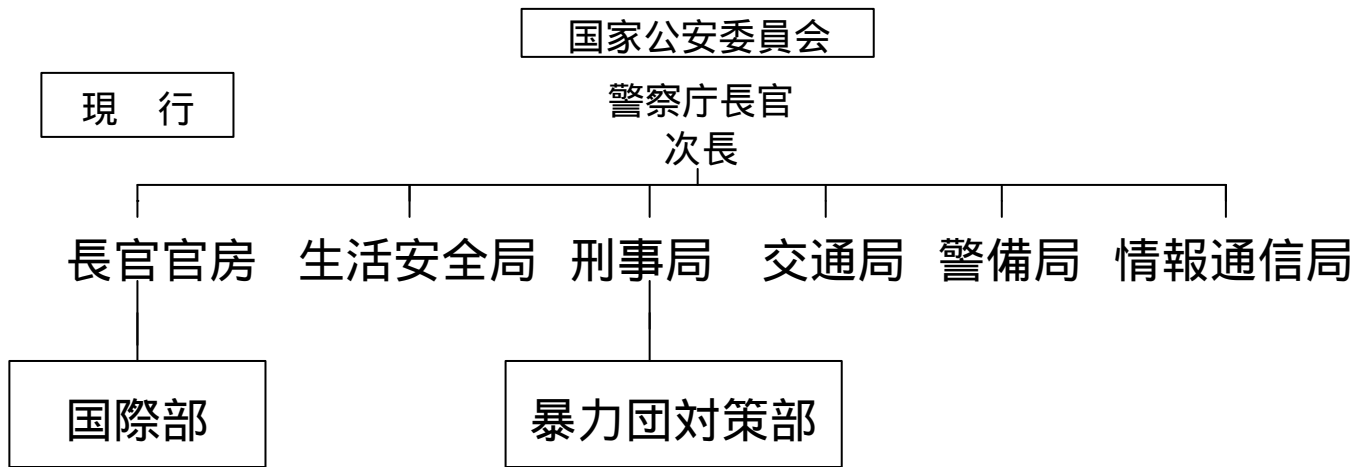 国家公安委員会
現　行
警察庁長官
次長
長官官房　生活安全局　刑事局　交通局　警備局　情報通信局
国際部　暴力団対策部